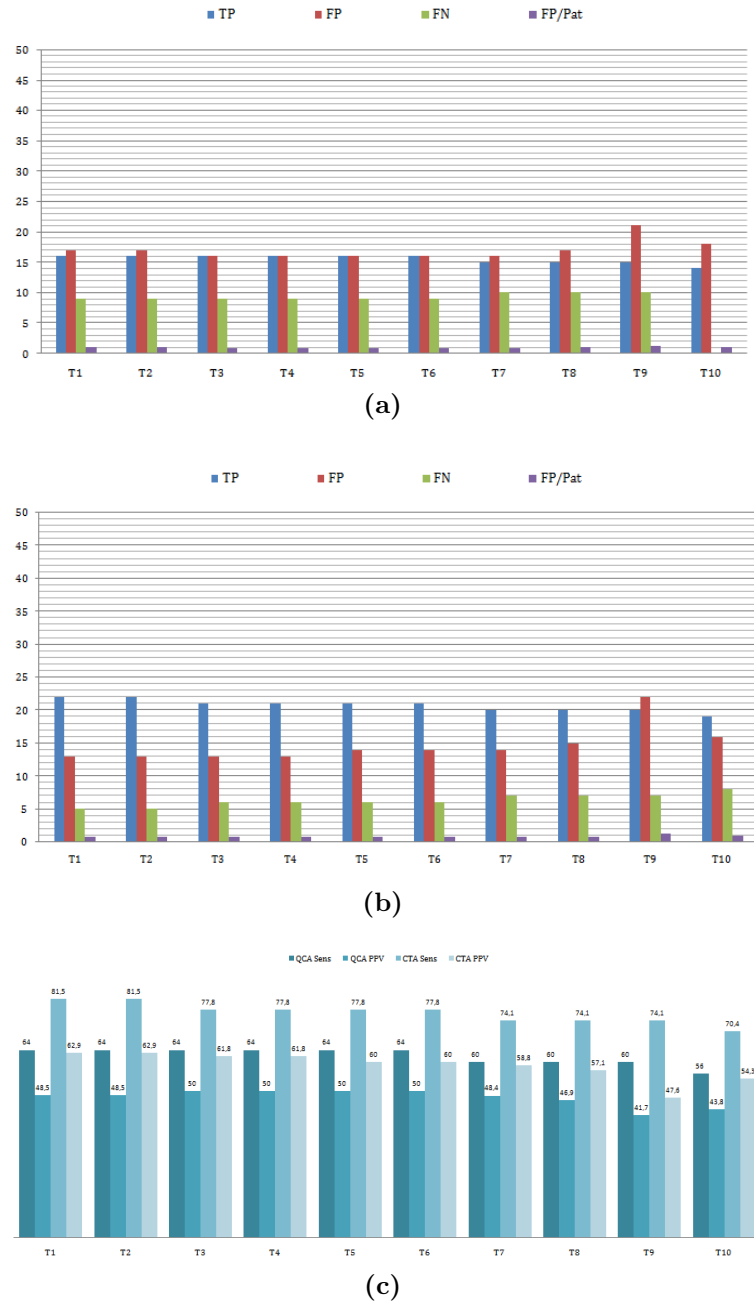 TP FP FN FP/Pat
50
45
40
35
30
25
20
15
10
5
0
T1 T2 T3 T4 T5 T6 T7 T8 T9 T10
(a)
TP FP FN FP/Pat
50
45
40
35
30
25
20
15
10
5
0
T1 T2 T3 T4 T5 T6 T7 T8 T9 T10
(b)
QCA Sens QCA PPV CTA Sens CTA PPV
64 48,5 81,5 62,9 64 48,5 81,5 62,9 64 50 77,8 61,8 64 50 77,8 61,8 64 50 77,8 60 64 50 77,8 60 60 48,4 74,1 58,8 60 46,9 74,1 57,1 60 41,7 74,1 47,6 56 43,8 70,4 54,3
T1 T2 T3 T4 T5 T6 T7 T8 T9 T10
(c)